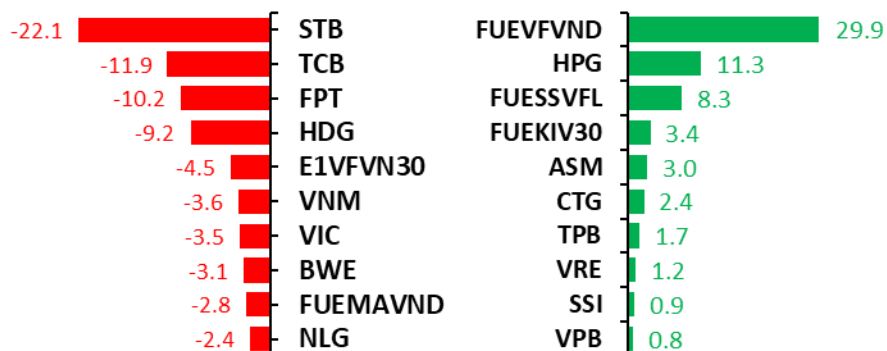 -22.1 STB FUEVFVND 29.9
-11.9 TCB HPG 11.3
-10.2 FPT FUESSVFL 8.3
-9.2 HDG FUEKIV30 3.4
-4.5 E1VFVN30 ASM 3.0
-3.6 VNM CTG 2.4
-3.5 VIC TPB 1.7
-3.1 BWE VRE 1.2
-2.8 FUEMAVND SSI 0.9
-2.4 NLG VPB 0.8